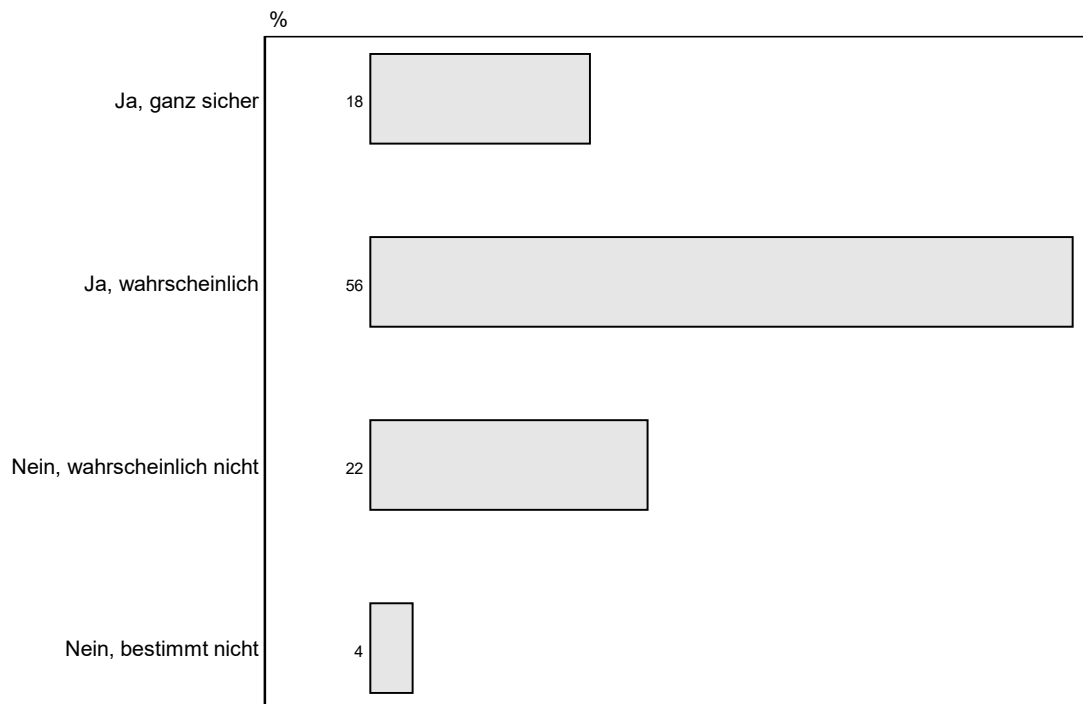 %
Ja, ganz sicher 18
Ja, wahrscheinlich 56
Nein, wahrscheinlich nicht 22
Nein, bestimmt nicht 4